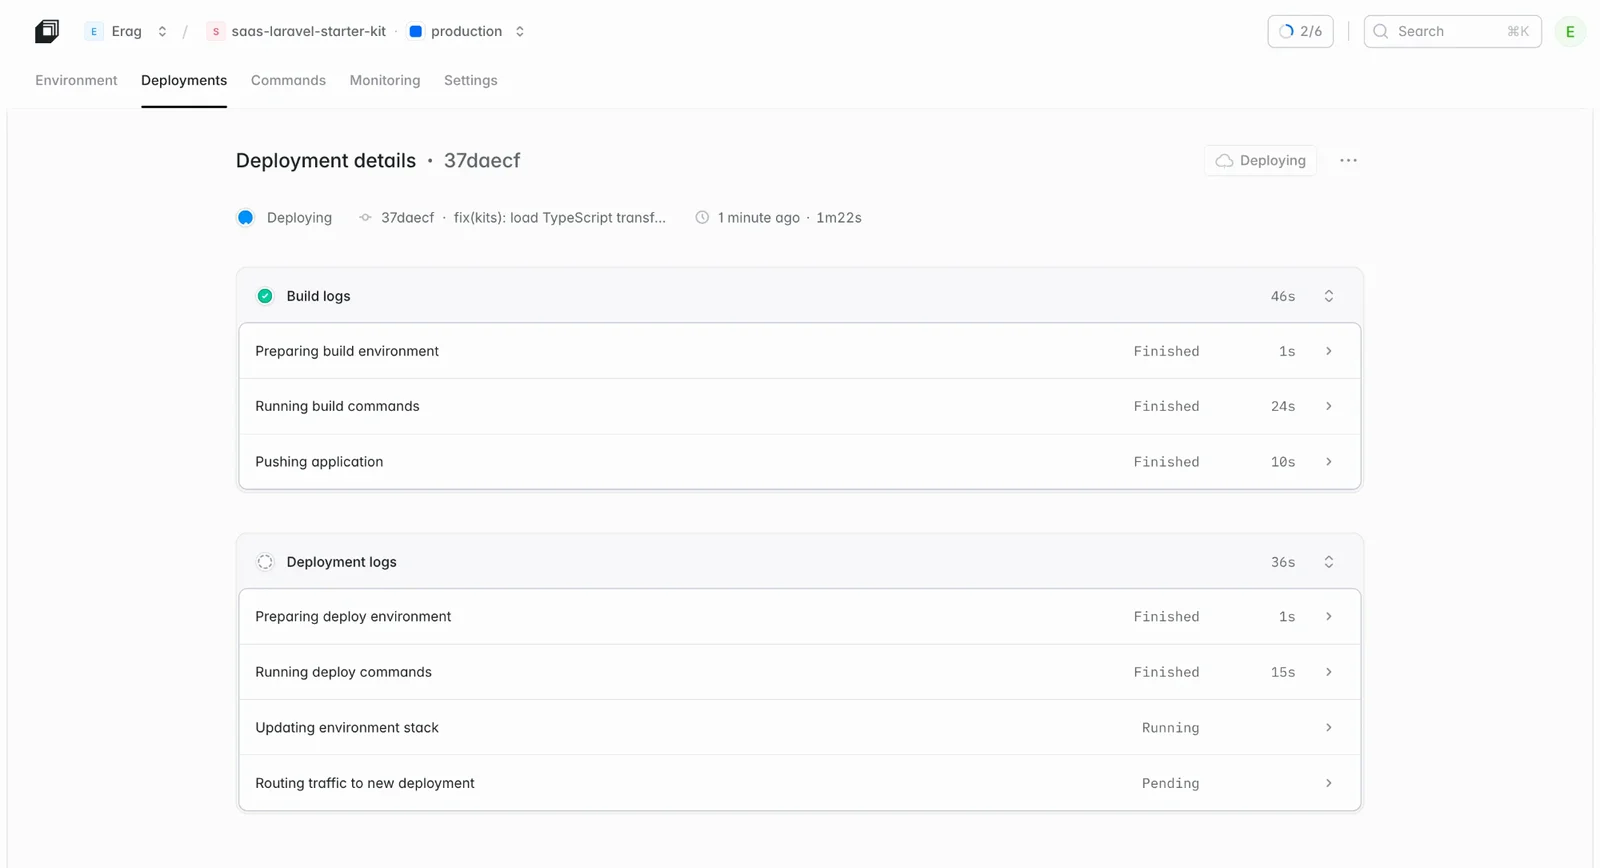 E Erag / S saas-laravel-starter-kit · production 2/6 Search ⌘K E
Environment Deployments Commands Monitoring Settings
Deployment details · 37daecf Deploying ···
Deploying 37daecf · fix(kits): load TypeScript transf... 1 minute ago · 1m22s
Build logs 46s
Preparing build environment Finished 1s
Running build commands Finished 24s
Pushing application Finished 10s
Deployment logs 36s
Preparing deploy environment Finished 1s
Running deploy commands Finished 15s
Updating environment stack Running
Routing traffic to new deployment Pending